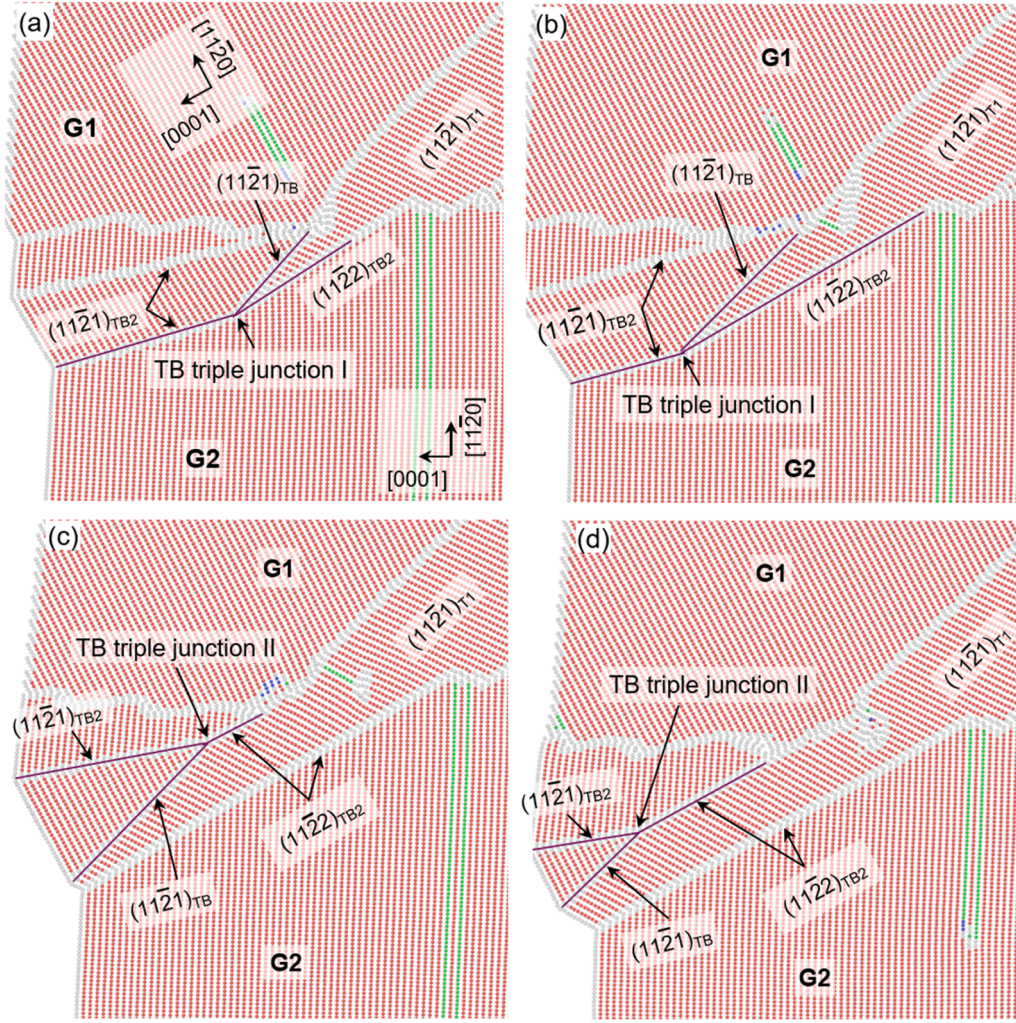 (a)
[112̅0]
[0001]
G1
(112̅1)T1
(112̅1)TB
(112̅2)TB2
(112̅1)TB2
TB triple junction I
G2
[11̅20]
[0001]
(b)
G1
(112̅1)T1
(112̅1)TB
(112̅2)TB2
(112̅1)TB2
TB triple junction I
G2
(c)
G1
(112̅1)T1
TB triple junction II
(112̅1)TB2
(112̅2)TB2
(112̅1)TB
G2
(d)
G1
(112̅1)T1
TB triple junction II
(112̅1)TB2
(112̅2)TB2
(112̅1)TB
G2